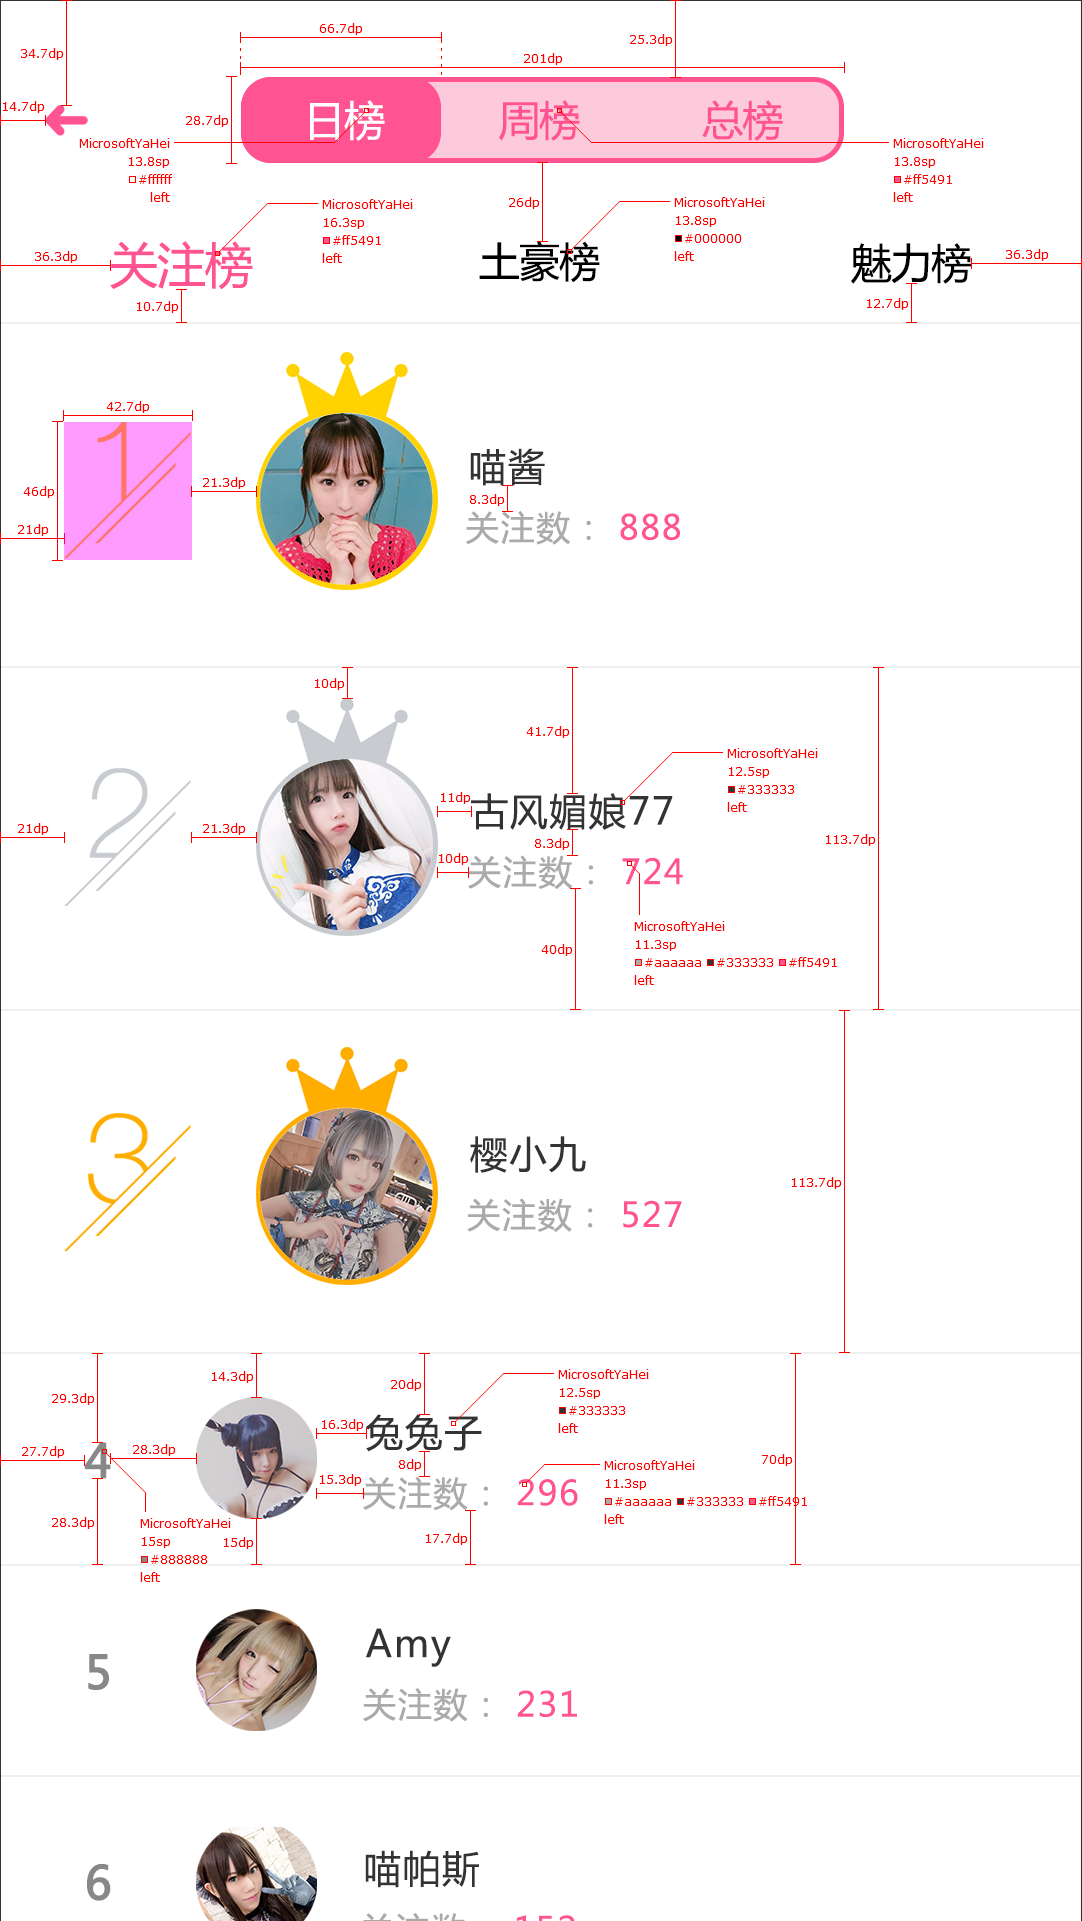 66.7dp
25.3dp
34.7dp
201dp
14.7dp
28.7dp
日榜
周榜
总榜
MicrosoftYaHei
13.8sp
#ffffff
left
MicrosoftYaHei
13.8sp
#ff5491
left
26dp
MicrosoftYaHei
16.3sp
#ff5491
left
MicrosoftYaHei
13.8sp
#000000
left
36.3dp
关注榜
土豪榜
魅力榜
36.3dp
10.7dp
12.7dp
42.7dp
1
46dp
21dp
21.3dp
喵酱
8.3dp
关注数： 888
10dp
41.7dp
MicrosoftYaHei
12.5sp
#333333
left
2
11dp
古风媚娘77
21dp
21.3dp
8.3dp
113.7dp
10dp
关注数： 724
MicrosoftYaHei
11.3sp
#aaaaaa #333333 #ff5491
left
40dp
3
樱小九
113.7dp
关注数： 527
14.3dp
20dp
MicrosoftYaHei
12.5sp
#333333
left
29.3dp
16.3dp
兔兔子
27.7dp
4
28.3dp
8dp
70dp
MicrosoftYaHei
11.3sp
#aaaaaa #333333 #ff5491
left
15.3dp
关注数： 296
28.3dp
MicrosoftYaHei
15sp
#888888
left
15dp
17.7dp
5
Amy
关注数： 231
6
喵帕斯